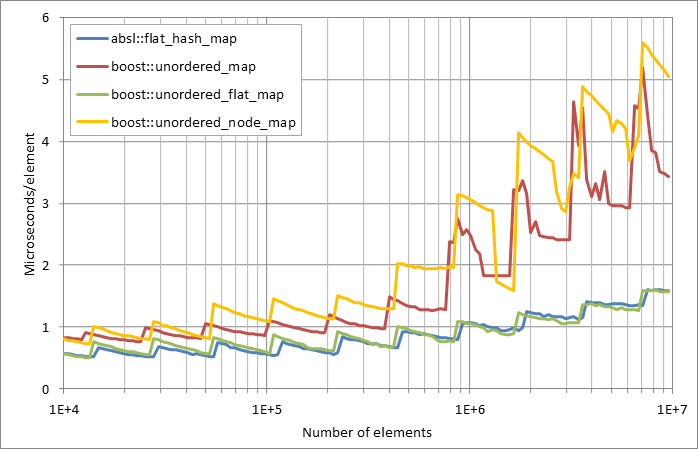 6
5
4
3
2
1
0
Microseconds/element
absl::flat_hash_map
boost::unordered_map
boost::unordered_flat_map
boost::unordered_node_map
1E+4
1E+5
1E+6
1E+7
Number of elements